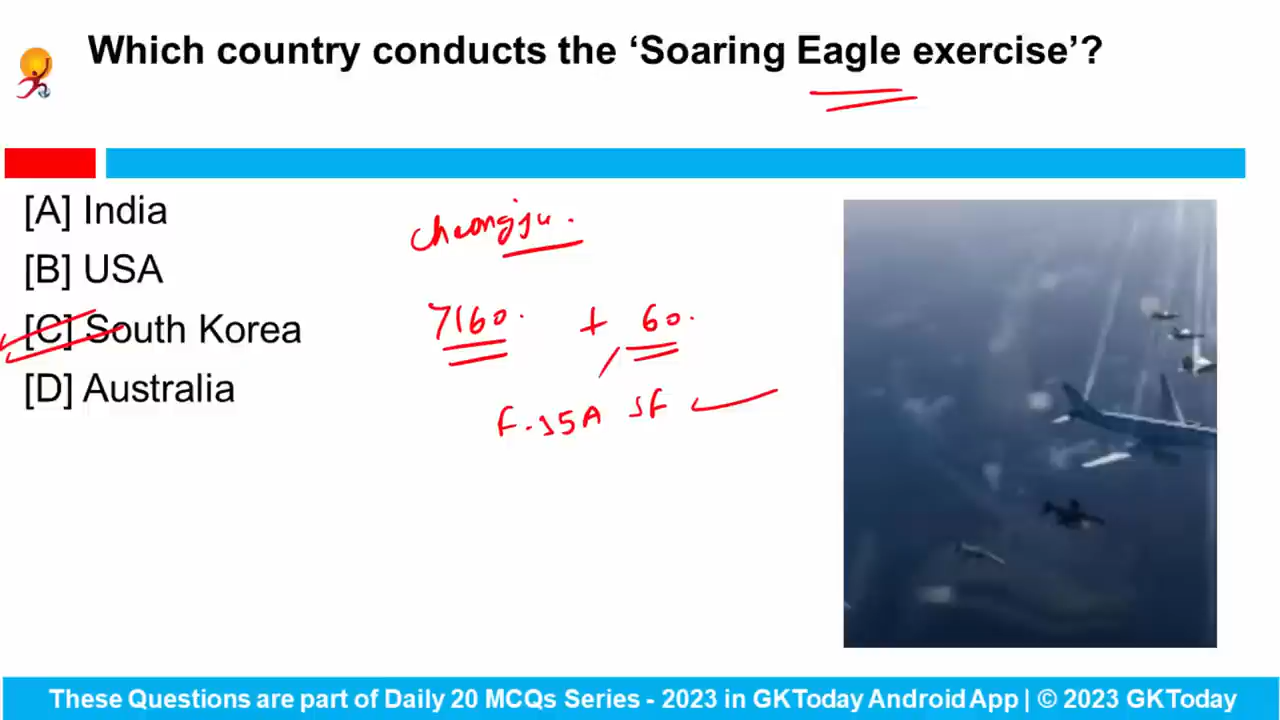 Which country conducts the ‘Soaring Eagle exercise’?
[A] India
[B] USA
[C] South Korea
[D] Australia
Cheongju.
7160. + 60.
F-35A SF
These Questions are part of Daily 20 MCQs Series - 2023 in GKToday Android App | © 2023 GKToday